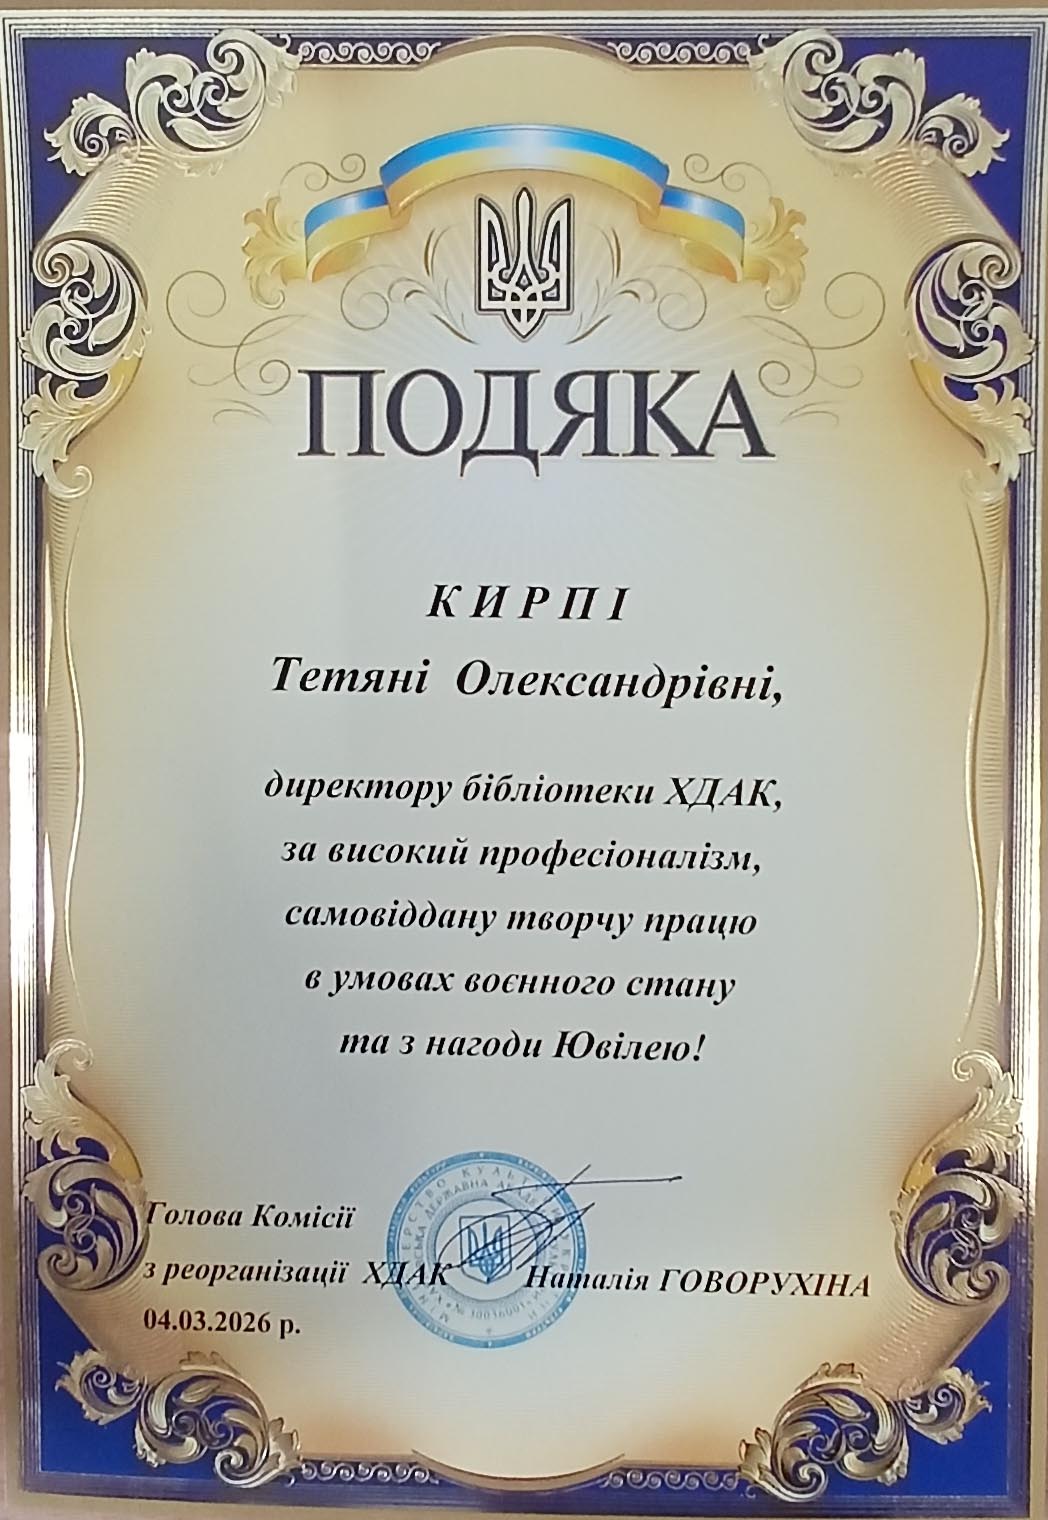 ПОДЯКА
К И Р П І
Тетяні Олександрівні,
директору бібліотеки ХДАК,
за високий професіоналізм,
самовіддану творчу працю
в умовах воєнного стану
та з нагоди Ювілею!
Голова Комісії
з реорганізації ХДАК Наталія ГОВОРУХІНА
04.03.2026 р.